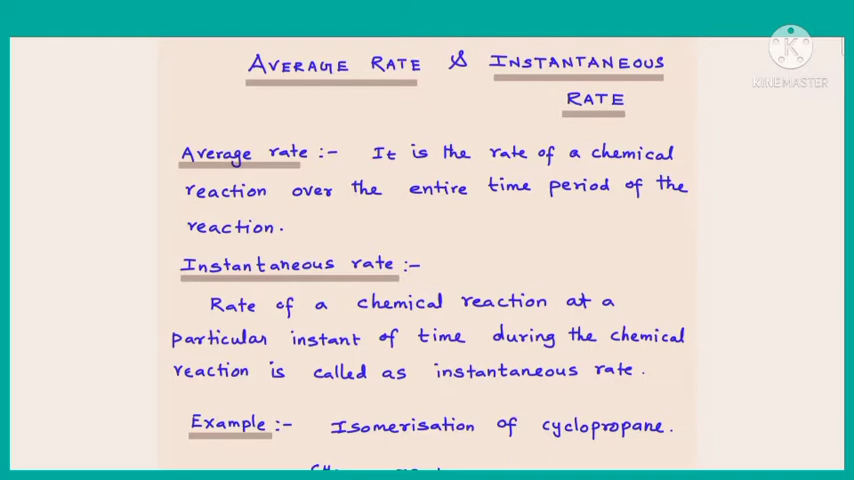 AVERAGE RATE & INSTANTANEOUS
RATE
KINEMASTER
Average rate :- It is the rate of a chemical
reaction over the entire time period of the
reaction.
Instantaneous rate :-
Rate of a chemical reaction at a
particular instant of time during the chemical
reaction is called as instantaneous rate.
Example :- Isomerisation of cyclopropane.